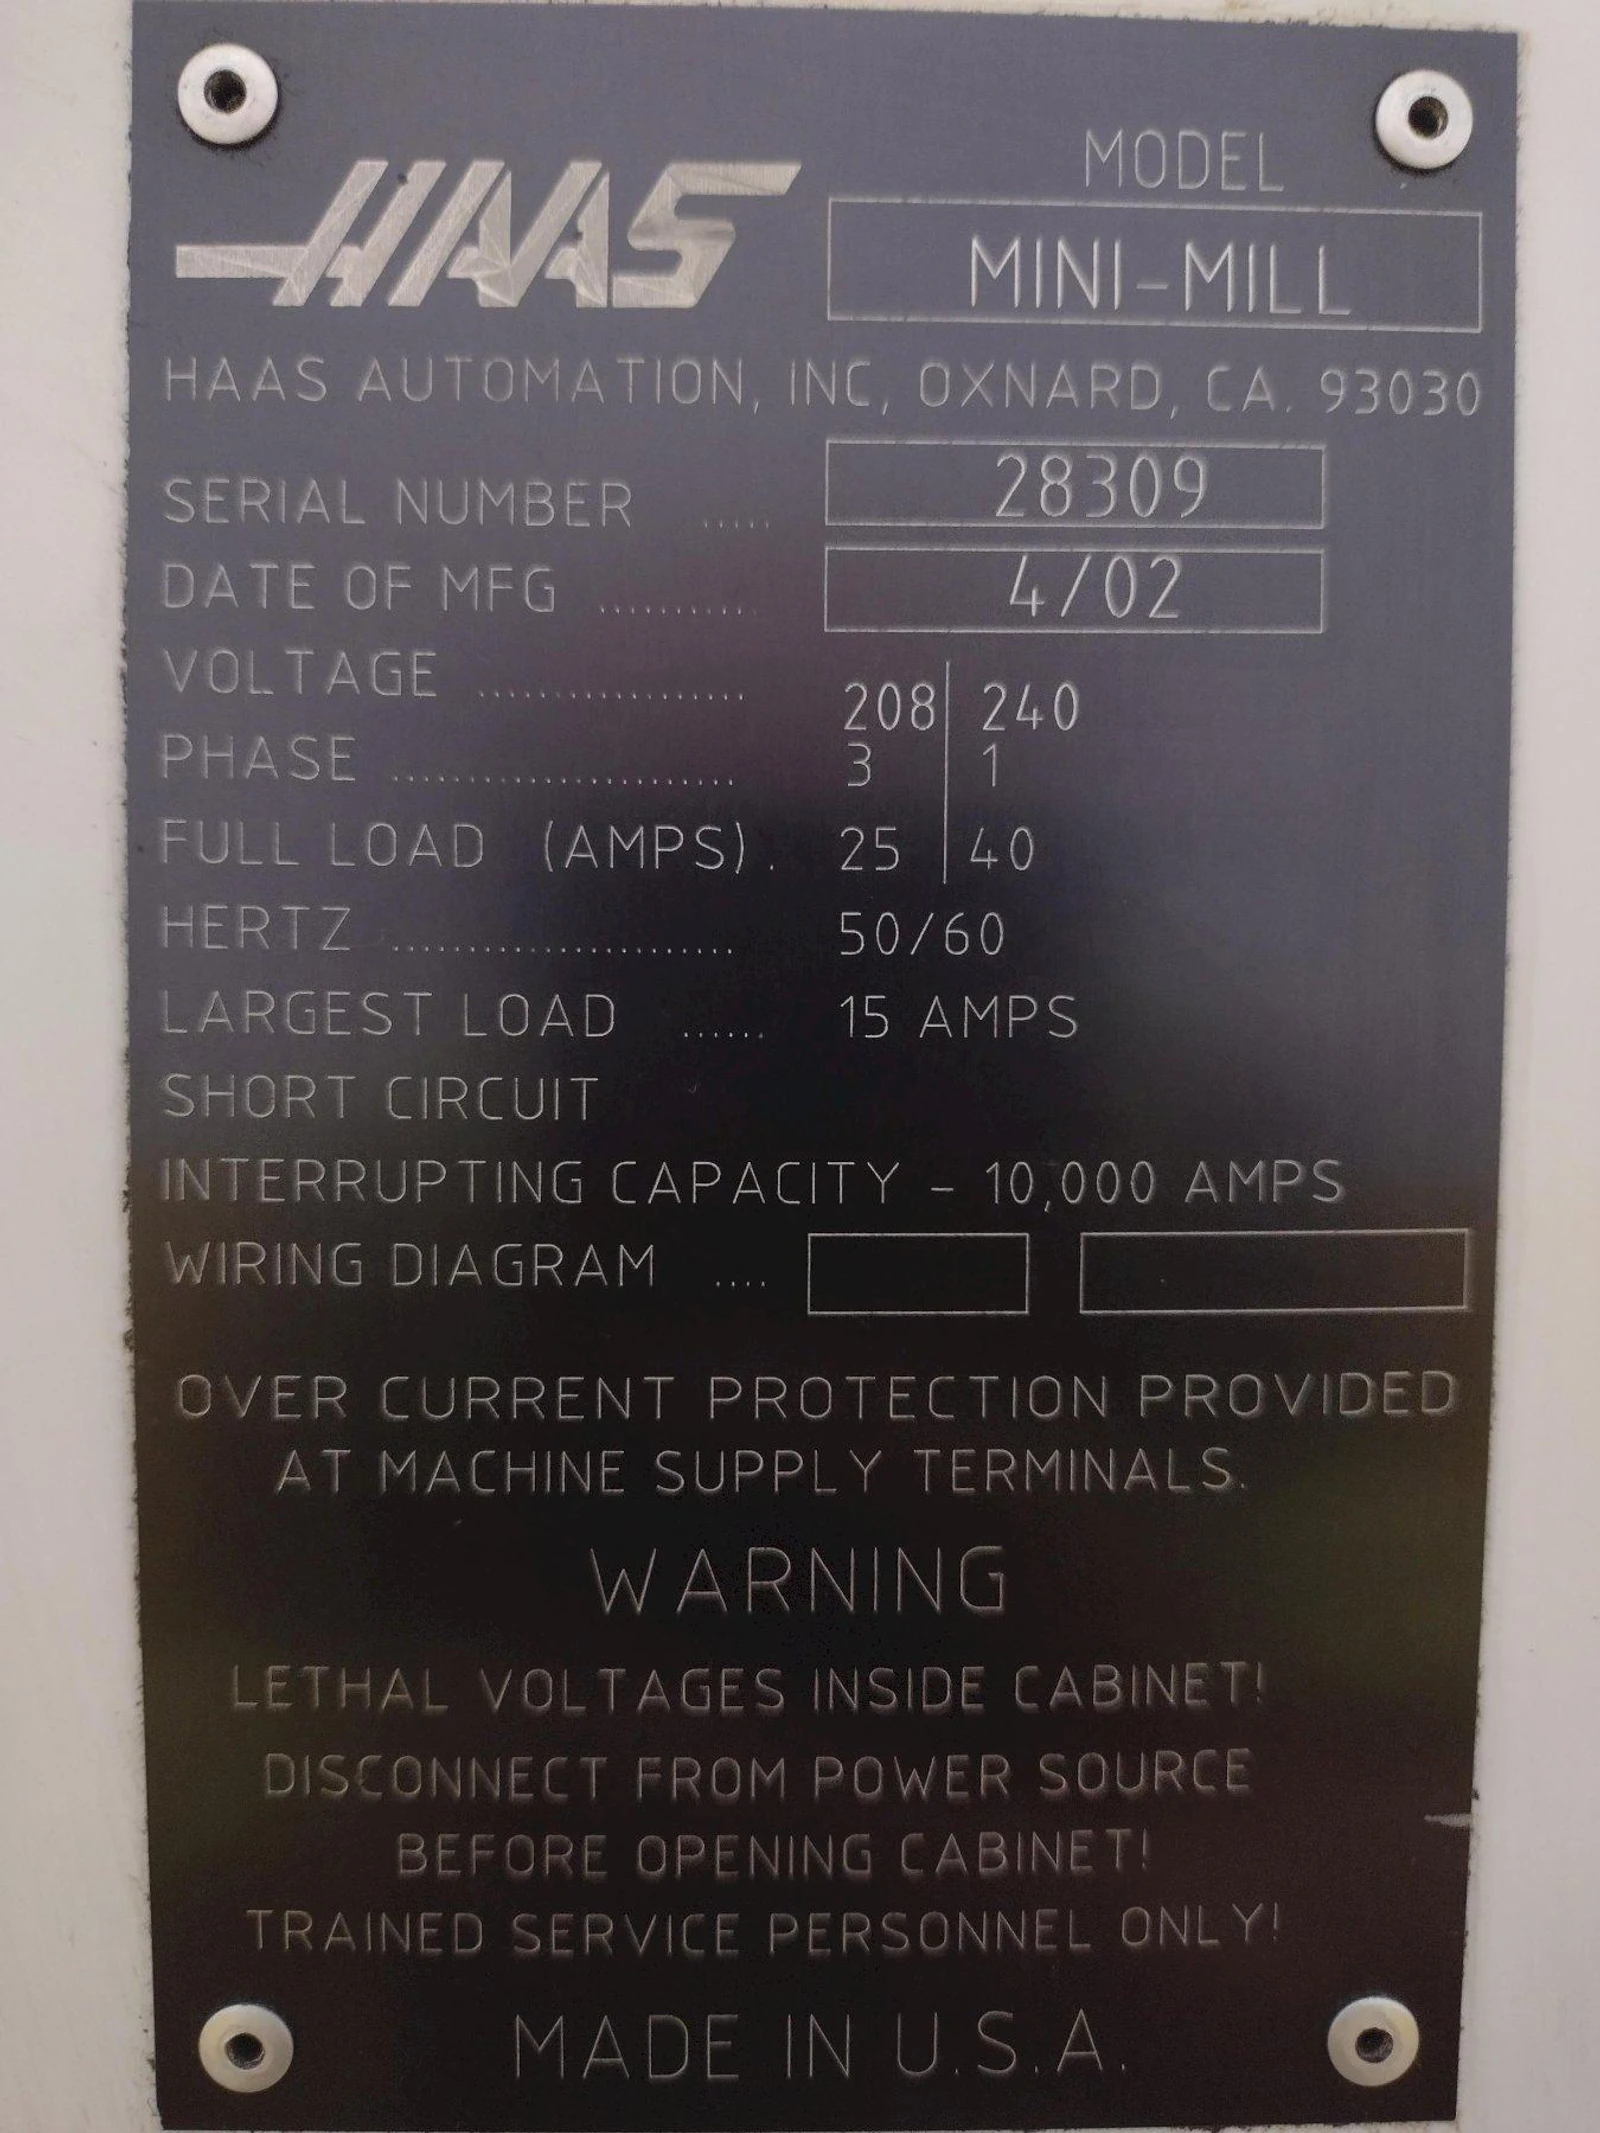 HAAS
MODEL
MINI-MILL
HAAS AUTOMATION, INC, OXNARD, CA. 93030
SERIAL NUMBER ..... 28309
DATE OF MFG ........... 4/02
VOLTAGE .................. 208 | 240
PHASE ....................... 3 | 1
FULL LOAD (AMPS). 25 | 40
HERTZ ....................... 50/60
LARGEST LOAD ...... 15 AMPS
SHORT CIRCUIT
INTERRUPTING CAPACITY - 10,000 AMPS
WIRING DIAGRAM ....
OVER CURRENT PROTECTION PROVIDED
AT MACHINE SUPPLY TERMINALS.
WARNING
LETHAL VOLTAGES INSIDE CABINET!
DISCONNECT FROM POWER SOURCE
BEFORE OPENING CABINET!
TRAINED SERVICE PERSONNEL ONLY!
MADE IN U.S.A.